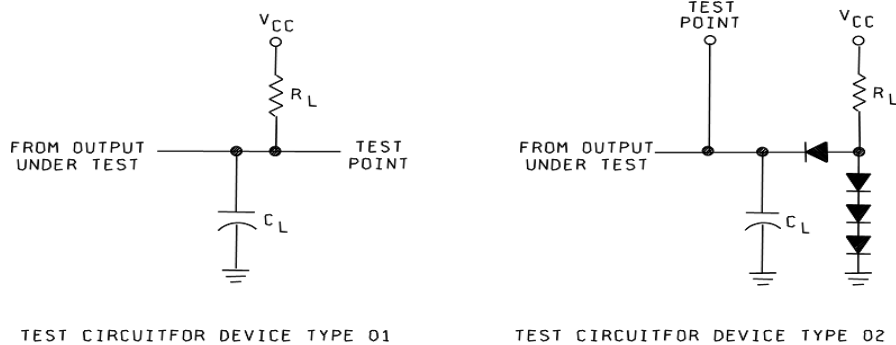 VCC
RL
FROM OUTPUT
UNDER TEST
TEST
POINT
CL
TEST CIRCUITFOR DEVICE TYPE 01
TEST
POINT
VCC
RL
FROM OUTPUT
UNDER TEST
CL
TEST CIRCUITFOR DEVICE TYPE 02